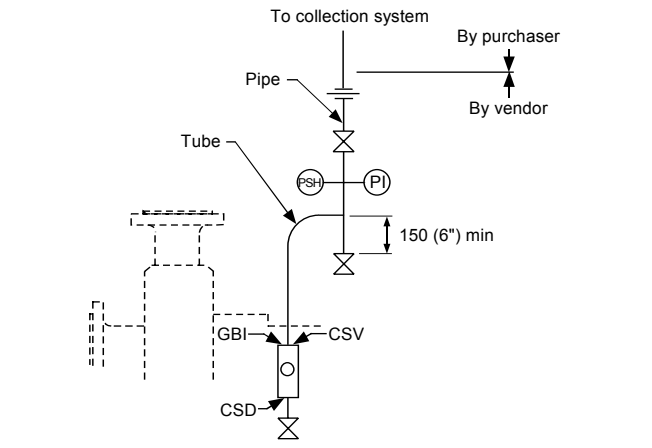 To collection system
By purchaser
Pipe
By vendor
Tube
PSH
PI
150 (6") min
GBI
CSV
CSD